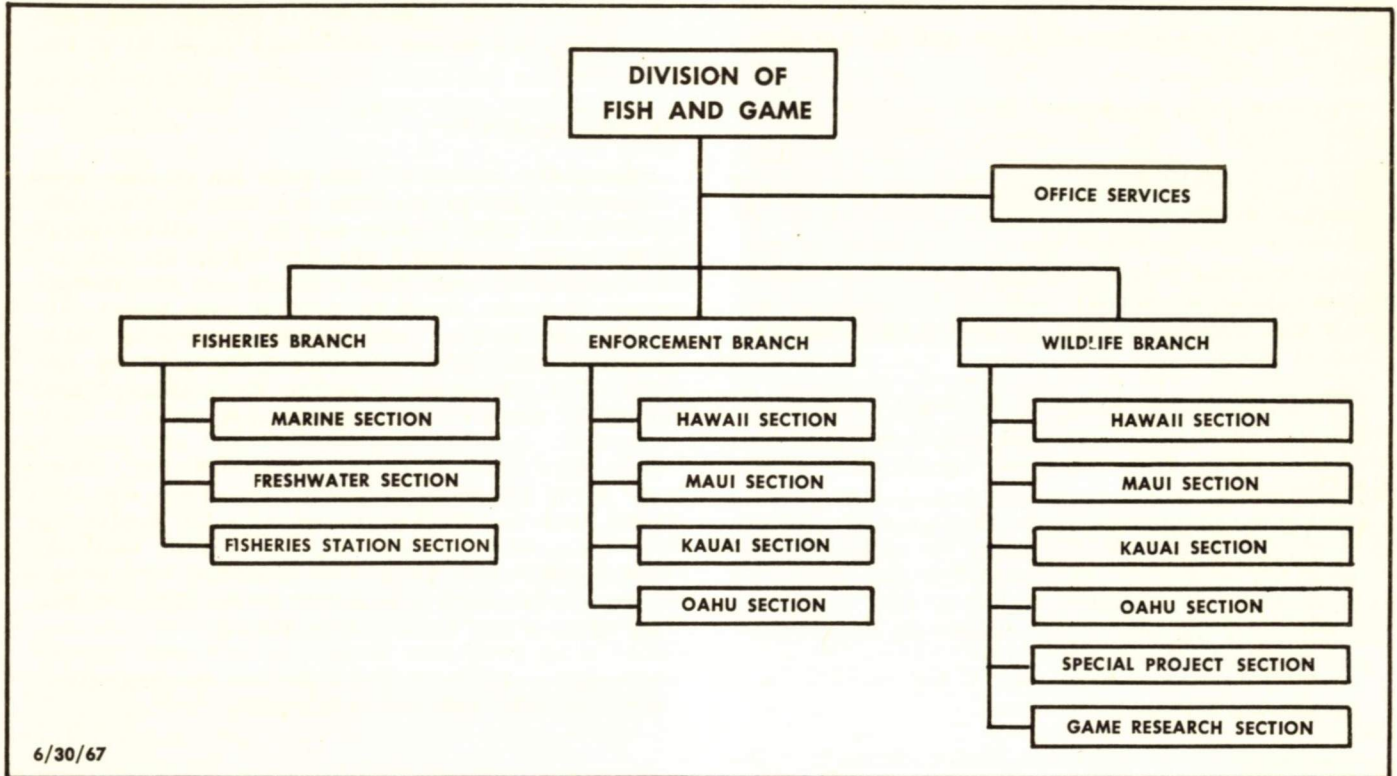 DIVISION OF
FISH AND GAME
OFFICE SERVICES
FISHERIES BRANCH
MARINE SECTION
FRESHWATER SECTION
FISHERIES STATION SECTION
ENFORCEMENT BRANCH
HAWAII SECTION
MAUI SECTION
KAUAI SECTION
OAHU SECTION
WILDLIFE BRANCH
HAWAII SECTION
MAUI SECTION
KAUAI SECTION
OAHU SECTION
SPECIAL PROJECT SECTION
GAME RESEARCH SECTION
6/30/67